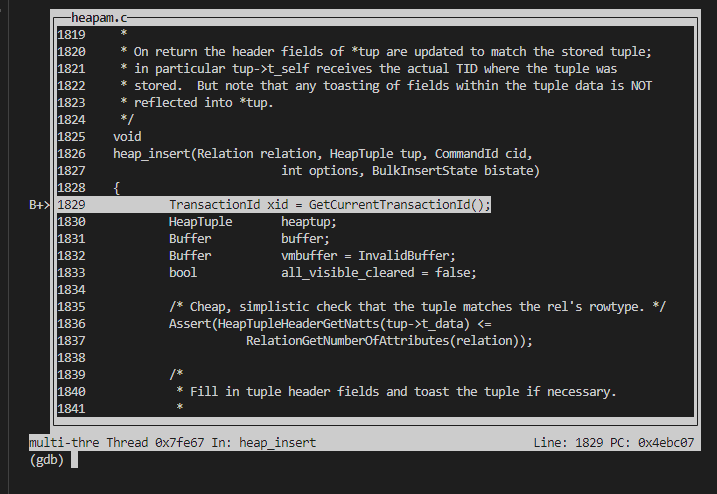 heapam.c
1819     *
1820     * On return the header fields of *tup are updated to match the stored tuple;
1821     * in particular tup->t_self receives the actual TID where the tuple was
1822     * stored.  But note that any toasting of fields within the tuple data is NOT
1823     * reflected into *tup.
1824     */
1825    void
1826    heap_insert(Relation relation, HeapTuple tup, CommandId cid,
1827                            int options, BulkInsertState bistate)
1828    {
B+> 1829            TransactionId xid = GetCurrentTransactionId();
1830            HeapTuple       heaptup;
1831            Buffer          buffer;
1832            Buffer          vmbuffer = InvalidBuffer;
1833            bool            all_visible_cleared = false;
1834
1835            /* Cheap, simplistic check that the tuple matches the rel's rowtype. */
1836            Assert(HeapTupleHeaderGetNatts(tup->t_data) <=
1837                       RelationGetNumberOfAttributes(relation));
1838
1839            /*
1840             * Fill in tuple header fields and toast the tuple if necessary.
1841             *
multi-thre Thread 0x7fe67 In: heap_insert                               Line: 1829 PC: 0x4ebc07
(gdb)